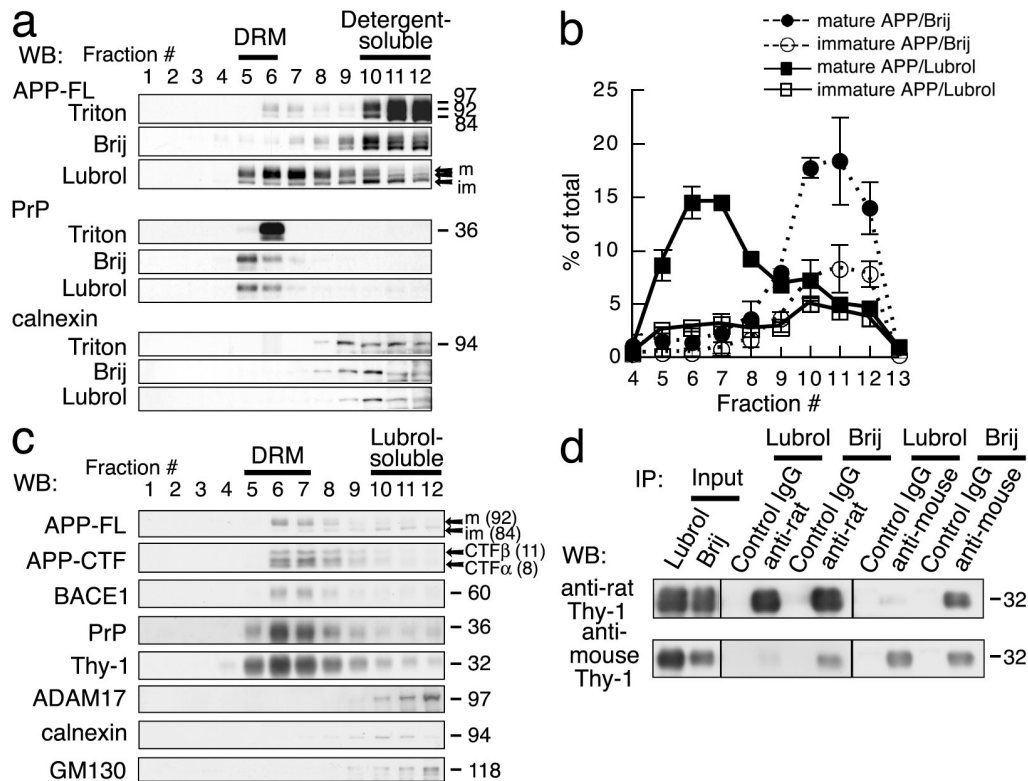 a
WB:
Fraction #
DRM
Detergent-
soluble
1 2 3 4 5 6 7 8 9 10 11 12
APP-FL
Triton
97
92
84
Brij
Lubrol
m
im
PrP
Triton
36
Brij
Lubrol
calnexin
Triton
94
Brij
Lubrol
b
mature APP/Brij
immature APP/Brij
mature APP/Lubrol
immature APP/Lubrol
% of total
25
20
15
10
5
0
4 5 6 7 8 9 10 11 12 13
Fraction #
c
WB:
Fraction #
DRM
Lubrol-
soluble
1 2 3 4 5 6 7 8 9 10 11 12
APP-FL
m (92)
im (84)
APP-CTF
CTFβ (11)
CTFα (8)
BACE1
60
PrP
36
Thy-1
32
ADAM17
97
calnexin
94
GM130
118
d
Lubrol Brij Lubrol Brij
IP:
Input
Lubrol
Brij
Control IgG
anti-rat
Control IgG
anti-rat
Control IgG
anti-mouse
Control IgG
anti-mouse
WB:
anti-rat
Thy-1
32
anti-
mouse
Thy-1
32